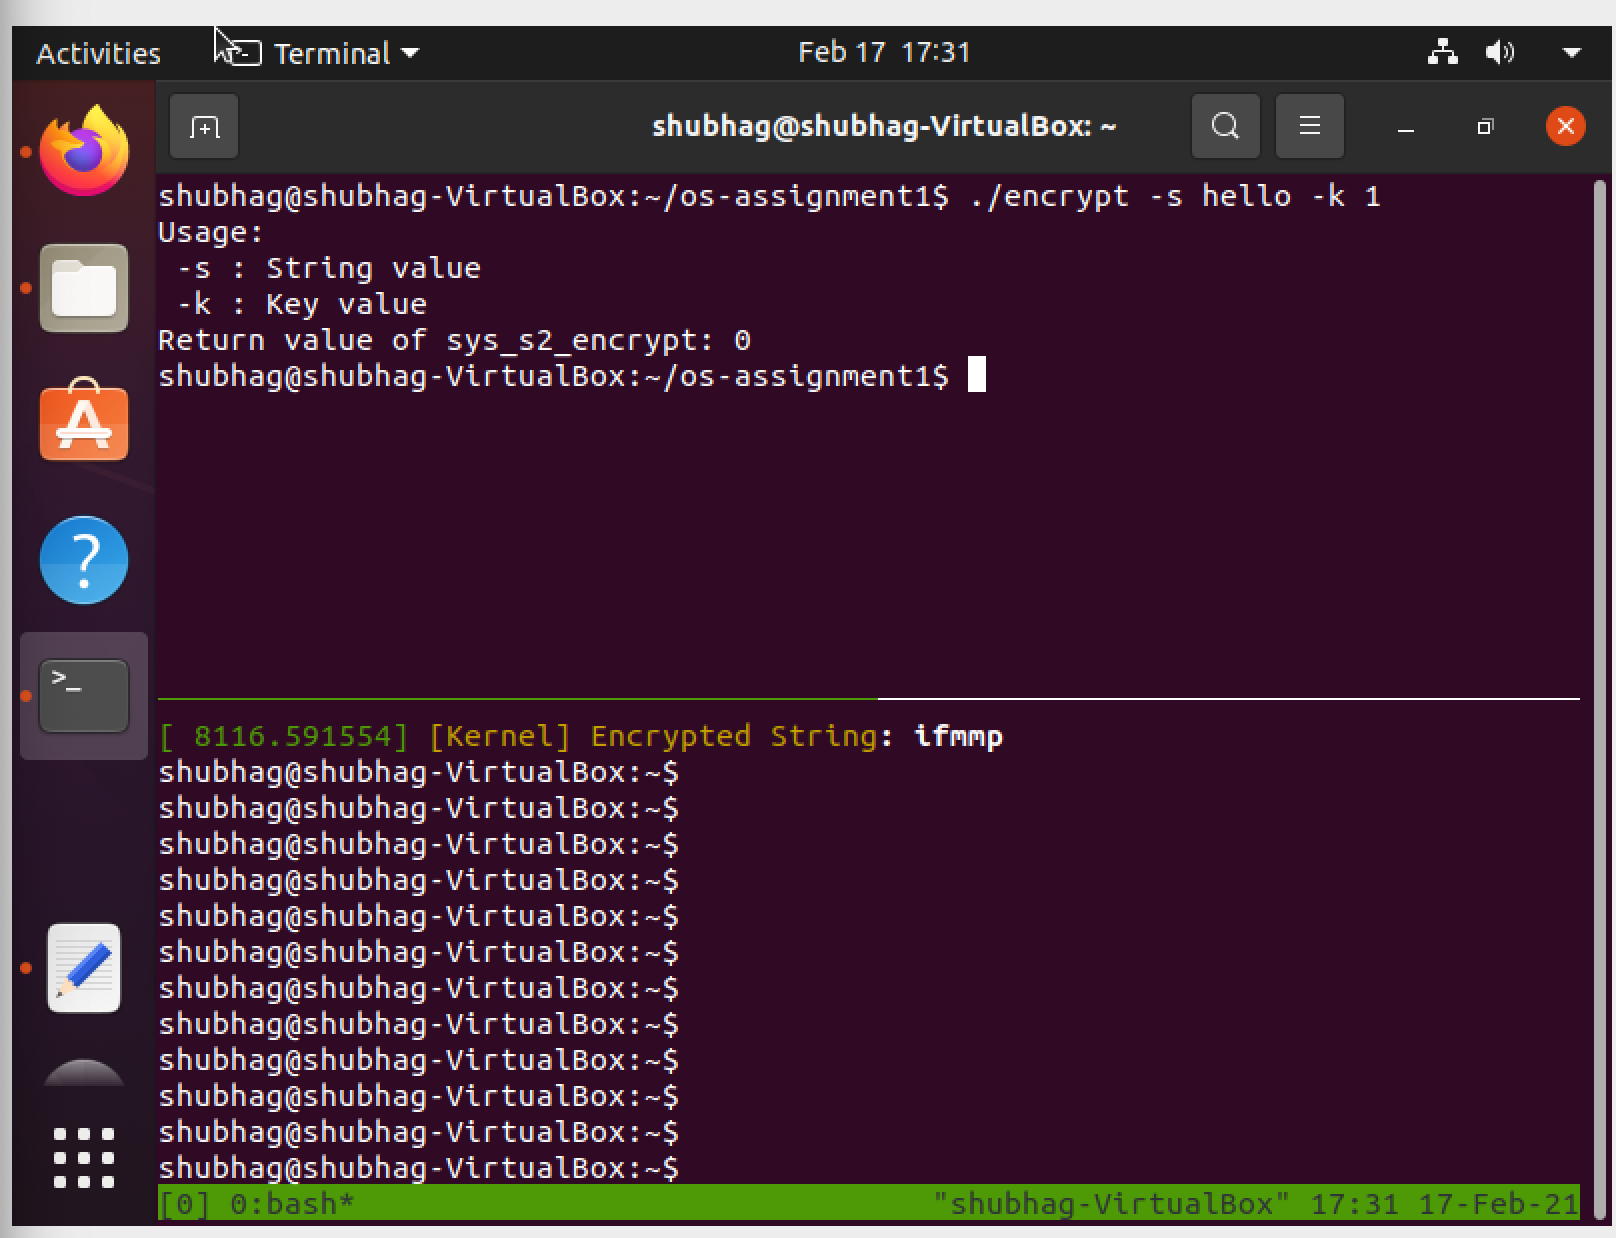 Activities Terminal Feb 17 17:31
shubhag@shubhag-VirtualBox: ~
shubhag@shubhag-VirtualBox:~/os-assignment1$ ./encrypt -s hello -k 1
Usage:
 -s : String value
 -k : Key value
Return value of sys_s2_encrypt: 0
shubhag@shubhag-VirtualBox:~/os-assignment1$
[ 8116.591554] [Kernel] Encrypted String: ifmmp
shubhag@shubhag-VirtualBox:~$
shubhag@shubhag-VirtualBox:~$
shubhag@shubhag-VirtualBox:~$
shubhag@shubhag-VirtualBox:~$
shubhag@shubhag-VirtualBox:~$
shubhag@shubhag-VirtualBox:~$
shubhag@shubhag-VirtualBox:~$
shubhag@shubhag-VirtualBox:~$
shubhag@shubhag-VirtualBox:~$
shubhag@shubhag-VirtualBox:~$
shubhag@shubhag-VirtualBox:~$
shubhag@shubhag-VirtualBox:~$
[0] 0:bash* "shubhag-VirtualBox" 17:31 17-Feb-21